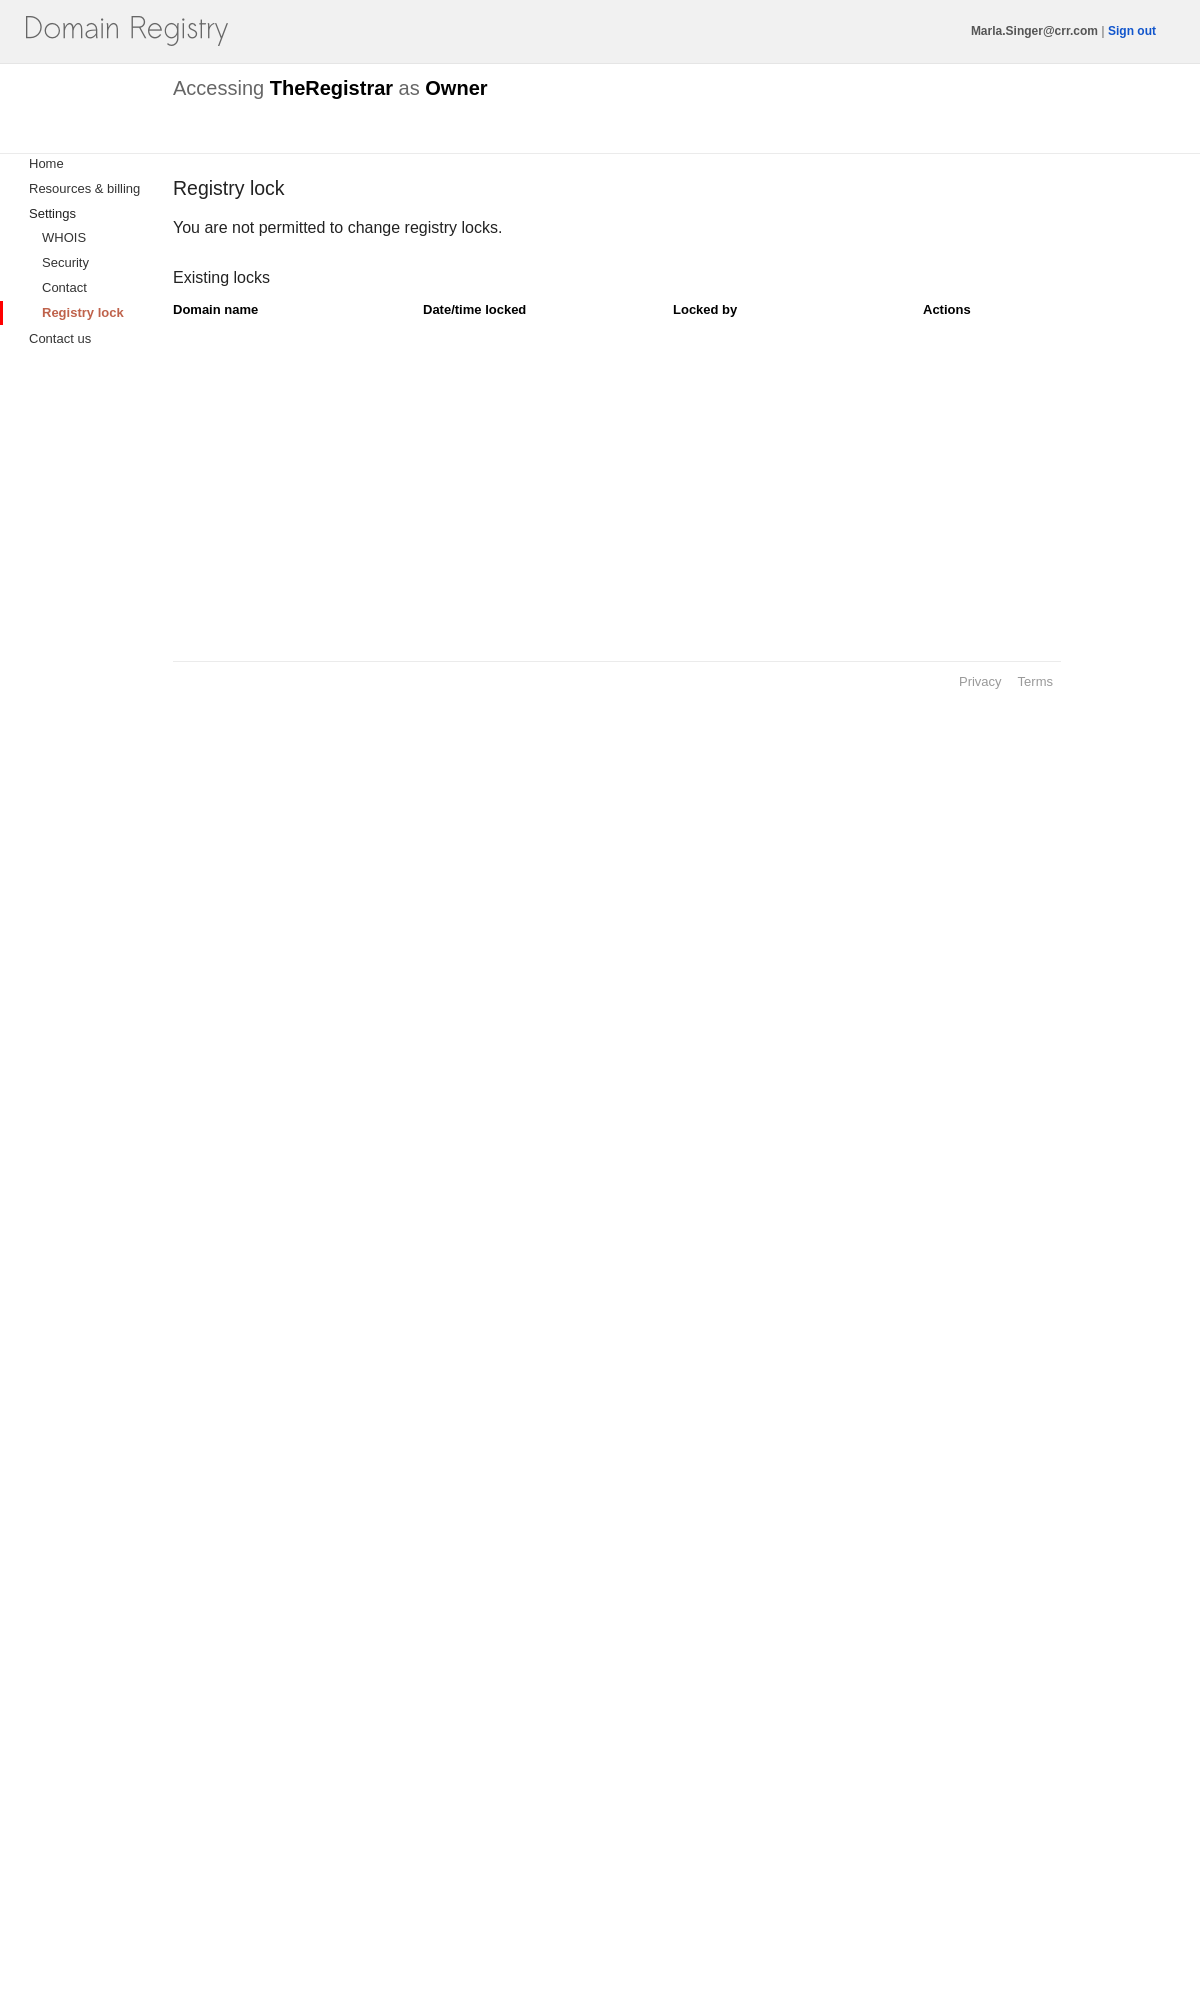 Domain Registry
Marla.Singer@crr.com | Sign out
Accessing TheRegistrar as Owner
Home
Resources & billing
Settings
WHOIS
Security
Contact
Registry lock
Contact us
Registry lock
You are not permitted to change registry locks.
Existing locks
Domain name Date/time locked Locked by Actions
Privacy Terms